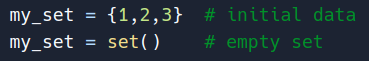 my_set = {1,2,3}  # initial data
my_set = set()    # empty set